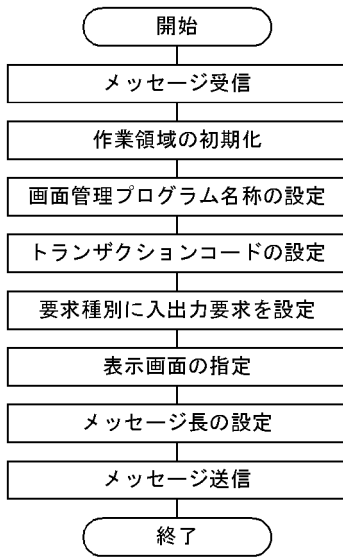 開始
メッセージ受信
作業領域の初期化
画面管理プログラム名称の設定
トランザクションコードの設定
要求種別に入出力要求を設定
表示画面の指定
メッセージ長の設定
メッセージ送信
終了